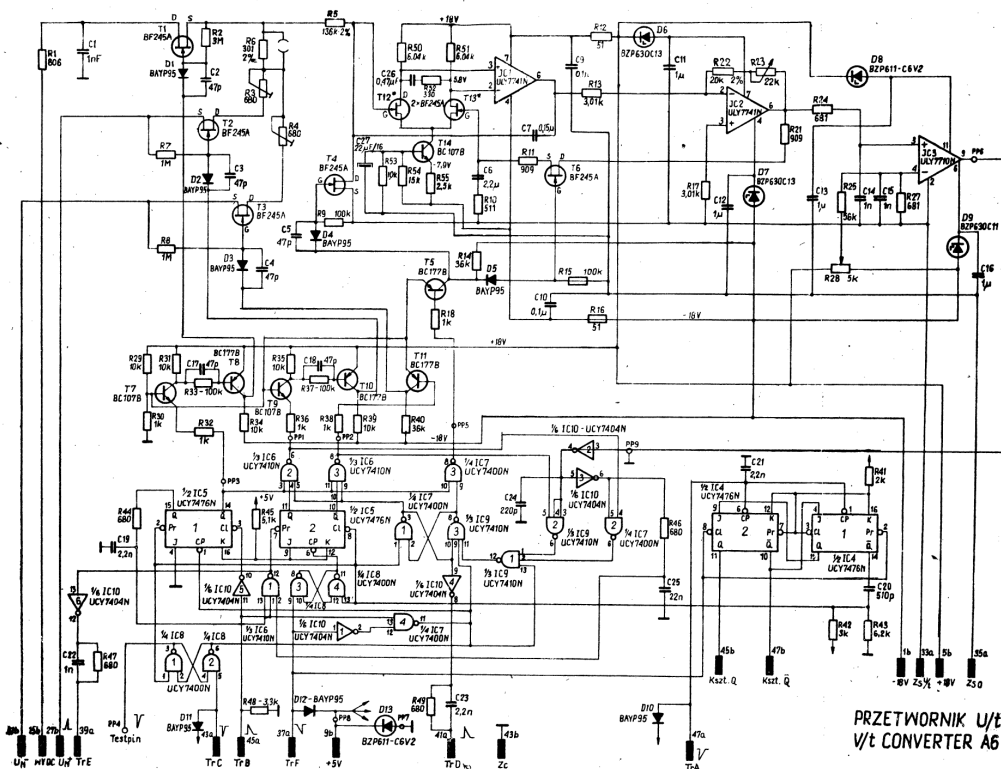 R1
806
C1
1nF
T1
BF245A
D1
BAYP95
C2
47p
R2
3M
R6
301
2%
R3
680
R4
680
T2
BF245A
R7
1M
D2
BAYP95
C3
47p
T3
BF245A
R8
1M
D3
BAYP95
C4
47p
R5
136k 2%
T4
BF245A
C5
47p
R9 100k
D4
BAYP95
R50
6.04k
R51
6.04k
+18V
C26
0,47µF
R52
330
5.8V
T12*
2×BF245A
T13*
JC1
ULY7741N
T14
BC107B
-7,9V
C27
22µF/16
R53
10k
R54
15k
R55
2,5k
C6
2,2µ
R10
511
C7
0,15µ
R11
909
T6
BF245A
C9
0,1µ
R12
51
D6
BZP630C13
C11
1µ
R13
3,01k
R22
20k
2%
R23
22k
JC2
ULY7741N
R17
3,01k
C12
1µ
D7
BZP630C13
R21
909
R24
681
D8
BZP611-C6V2
JC3
ULY7710N
PP6
C13
1µ
R25
56k
C14
1n
C15
1n
R27
681
R28 5k
D9
BZP630C11
C16
1µ
T5
BC177B
R14
36k
D5
BAYP95
R15 100k
R18
1k
C10
0,1µ
R16
51
-18V
+18V
R29
10k
R31
10k
C17 47p
R33-100k
T7
BC107B
T8
BC177B
R30
1k
R32
1k
R34
10k
R35
10k
C18 47p
R37-100k
T9
BC107B
T10
BC177B
T11
BC177B
R36
1k
R38
1k
R39
10k
R40
36k
-18V
PP1
PP2
PP3
PP5
PP9
1/3 IC6
UCY7410N
1/3 IC6
UCY7410N
1/4 IC7
UCY7400N
1/6 IC10 - UCY7404N
1/6 IC10
UCY7404N
C24
220p
1/3 IC9
UCY7410N
1/4 IC7
UCY7400N
R46
680
C25
22n
C21
2,2n
R41
2k
1/2 IC4
UCY7476N
1/2 IC4
UCY7476N
C20
510p
R42
3k
R43
6,2k
1/2 IC5
UCY7476N
+5V
R45
5,1k
1/2 IC5
UCY7476N
R44
680
C19
2,2n
1/4 IC7
UCY7400N
1/3 IC9
UCY7410N
1/3 IC9
UCY7410N
1/6 IC10
UCY7404N
1/6 IC10
UCY7404N
1/3 IC6
UCY7410N
1/4 IC8
UCY7400N
1/4 IC8
1/6 IC10
UCY7404N
1/6 IC10
UCY7404N
1/4 IC7
UCY7400N
C22
1n
R47
680
1/4 IC8
1/4 IC8
UCY7400N
PP4
Testpin
D11
BAYP95
R48-3,3k
D12-BAYP95
PP8
D13
BZP611-C6V2
PP7
R49
680
C23
2,2n
D10
BAYP95
45b
Kszt. Q
47b
Kszt. Q̄
1b
-18V
33a
5b
+18V
35a
Zs0
15b
WYDC
27b
39a
TrE
43a
TrC
45a
TrB
37a
TrF
9b
+5V
41a
TrD
43b
Zc
47a
TrA
PRZETWORNIK U/t
V/t CONVERTER A6